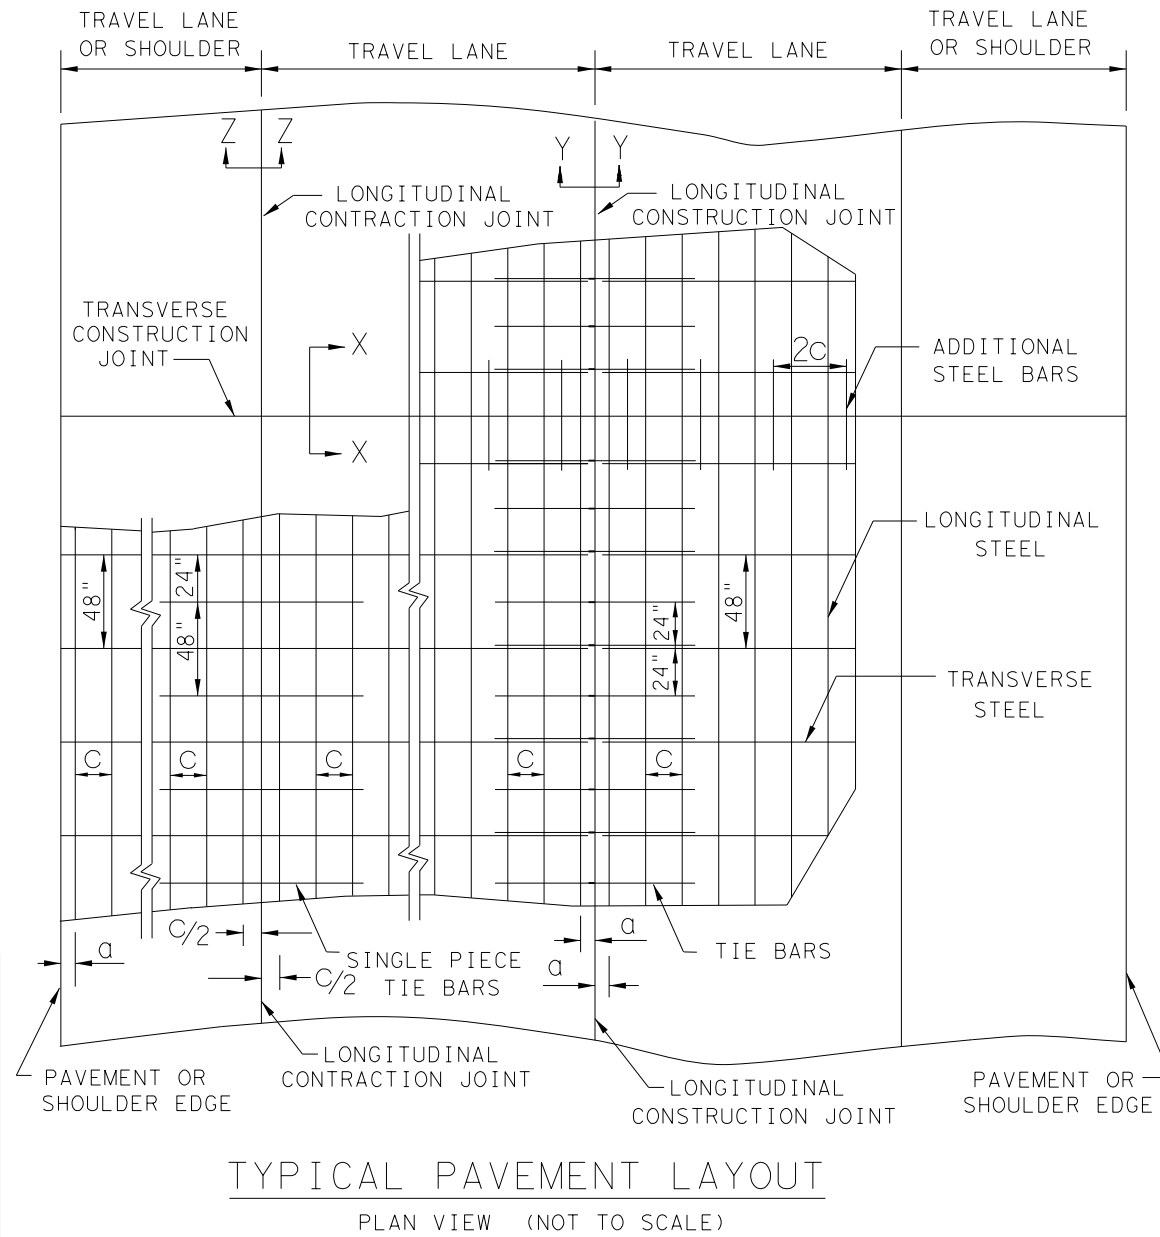 TRAVEL LANE
OR SHOULDER
TRAVEL LANE
TRAVEL LANE
TRAVEL LANE
OR SHOULDER
Z Z
Y Y
LONGITUDINAL
CONTRACTION JOINT
LONGITUDINAL
CONSTRUCTION JOINT
TRANSVERSE
CONSTRUCTION
JOINT
X
X
2C
ADDITIONAL
STEEL BARS
LONGITUDINAL
STEEL
48"
24"
48"
24"
24"
48"
TRANSVERSE
STEEL
C
C
C
C
C
C/2
a
SINGLE PIECE
TIE BARS
C/2
a
a
TIE BARS
LONGITUDINAL
CONTRACTION JOINT
PAVEMENT OR
SHOULDER EDGE
LONGITUDINAL
CONSTRUCTION JOINT
PAVEMENT OR
SHOULDER EDGE
TYPICAL PAVEMENT LAYOUT
PLAN VIEW (NOT TO SCALE)